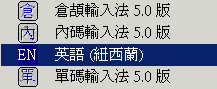 倉 倉頡輸入法 5.0 版
內 內碼輸入法 5.0 版
EN 英語 (紐西蘭)
單 單碼輸入法 5.0 版